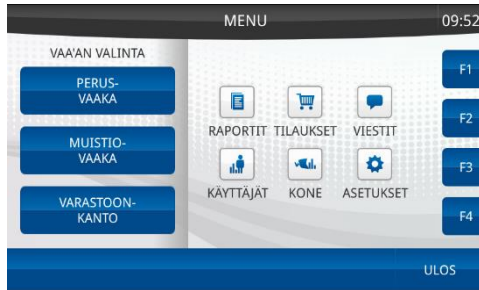 MENU
09:52
VAA'AN VALINTA
PERUS-
VAAKA
MUISTIO-
VAAKA
VARASTOON-
KANTO
RAPORTIT TILAUKSET VIESTIT
KÄYTTÄJÄT KONE ASETUKSET
F1
F2
F3
F4
ULOS